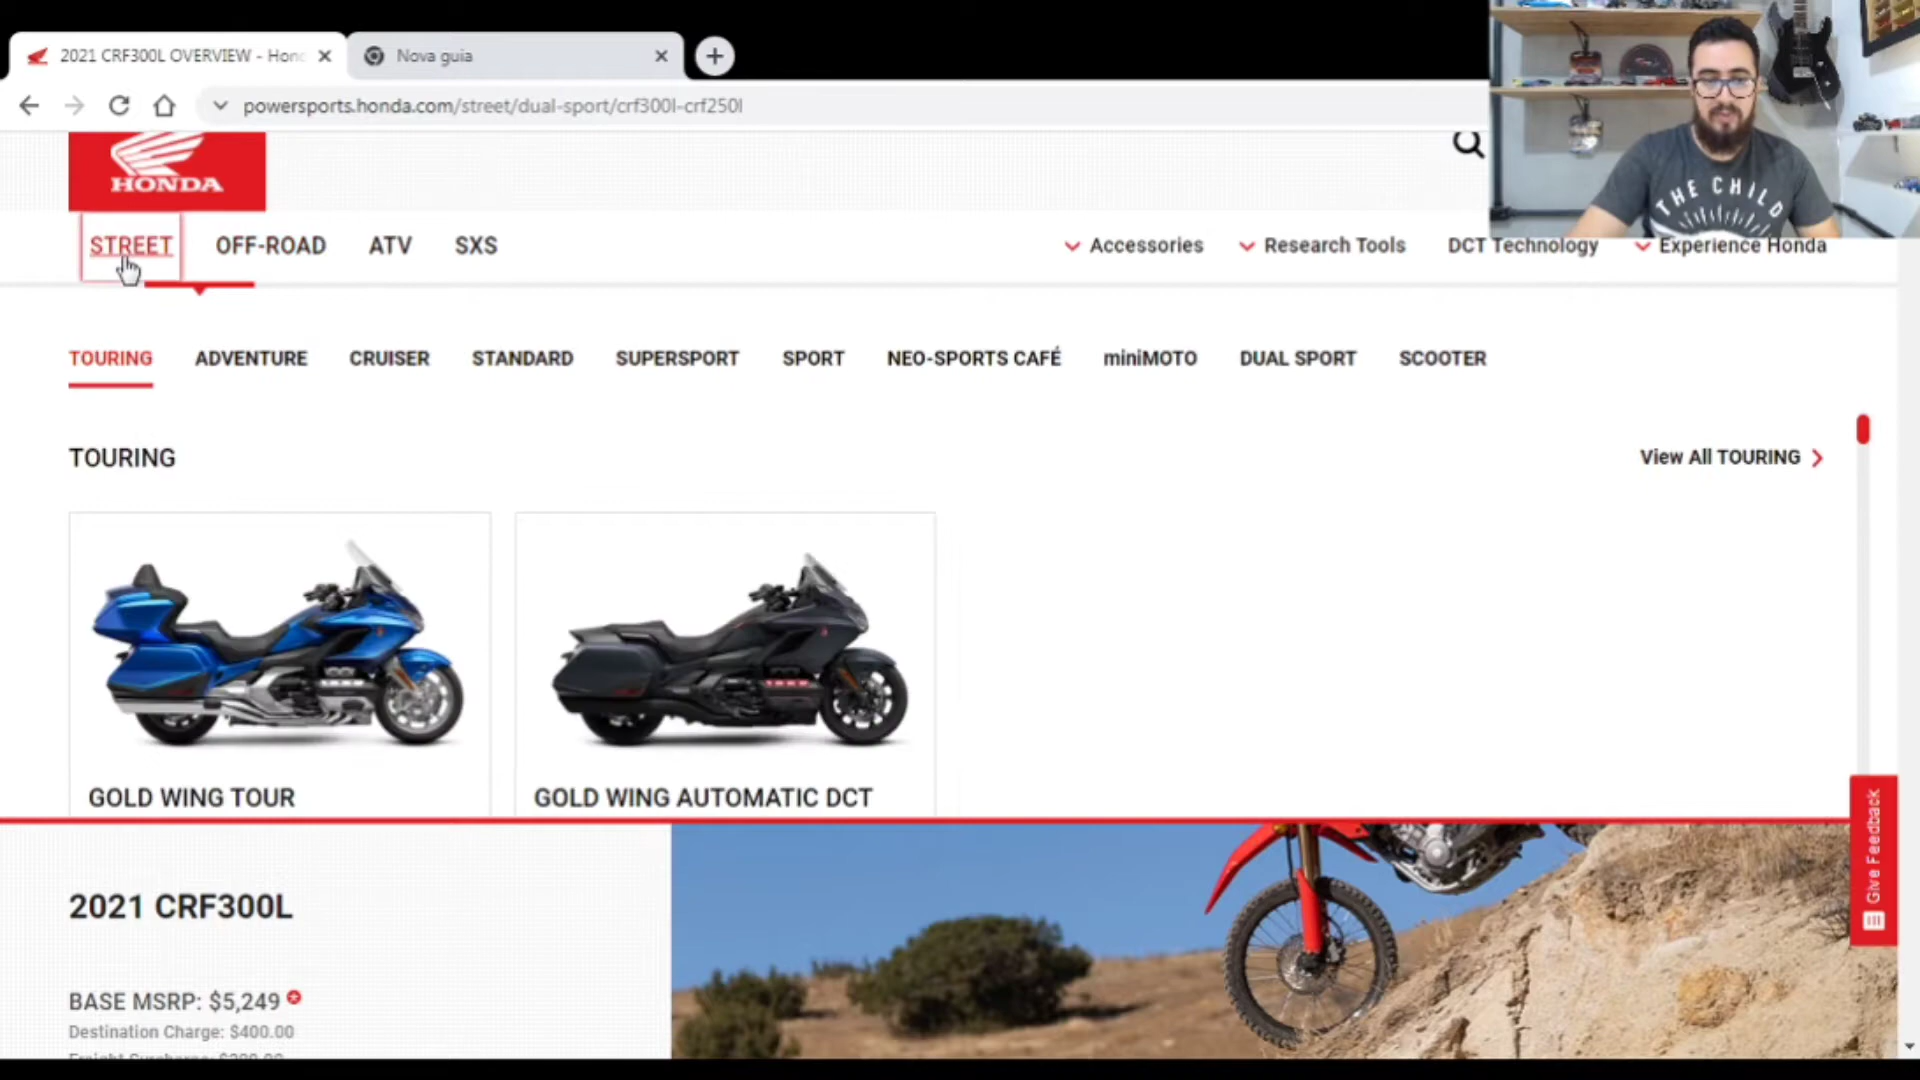 2021 CRF300L OVERVIEW - Hon
Nova guia
powersports.honda.com/street/dual-sport/crf300l-crf250l
HONDA
THE CHILD
STREET
OFF-ROAD
ATV
SXS
Accessories
Research Tools
DCT Technology
Experience Honda
TOURING
ADVENTURE
CRUISER
STANDARD
SUPERSPORT
SPORT
NEO-SPORTS CAFÉ
miniMOTO
DUAL SPORT
SCOOTER
TOURING
View All TOURING
GOLD WING TOUR
GOLD WING AUTOMATIC DCT
Give Feedback
2021 CRF300L
BASE MSRP: $5,249
Destination Charge: $400.00